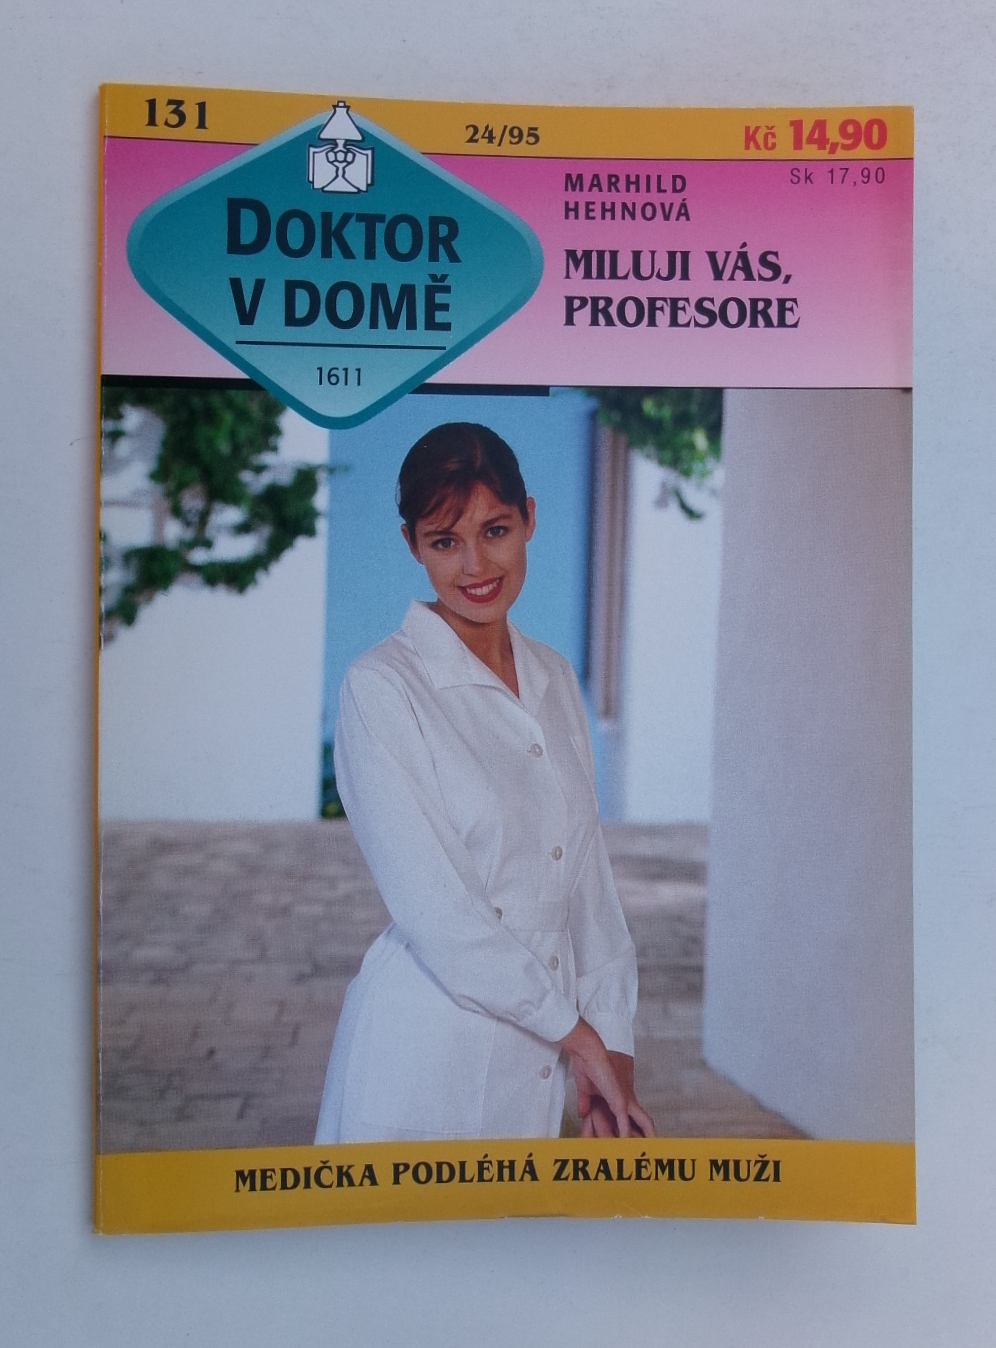 131
24/95
Kč 14,90
Sk 17,90
DOKTOR
V DOMĚ
1611
MARHILD
HEHNOVÁ
MILUJI VÁS,
PROFESORE
MEDIČKA PODLÉHÁ ZRALÉMU MUŽI